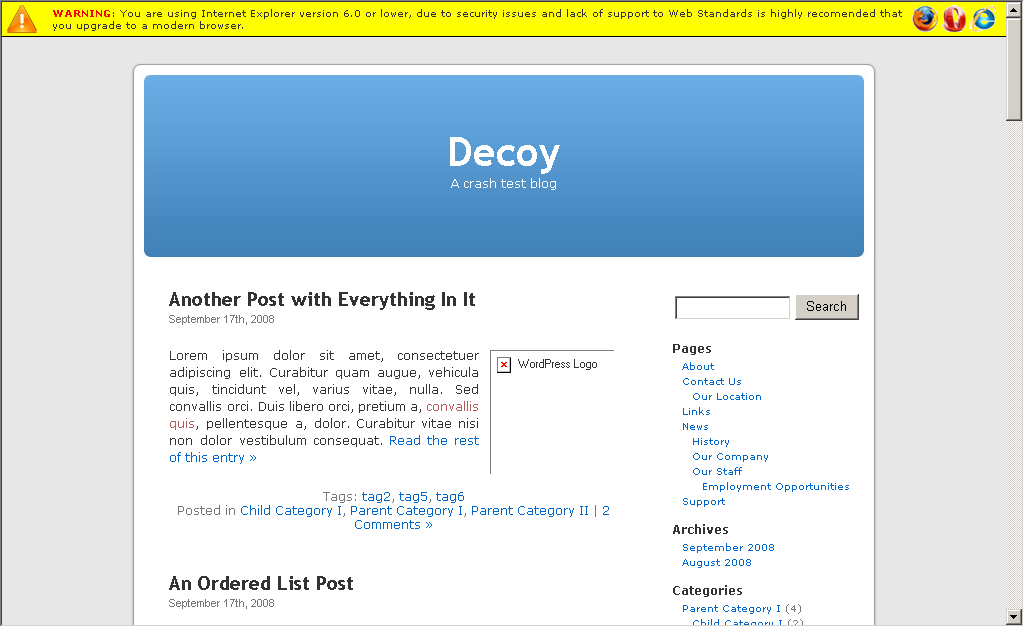 WARNING: You are using Internet Explorer version 6.0 or lower, due to security issues and lack of support to Web Standards is highly recomended that
you upgrade to a modern browser.
Decoy
A crash test blog
Another Post with Everything In It
September 17th, 2008
Lorem ipsum dolor sit amet, consectetuer
adipiscing elit. Curabitur quam augue, vehicula
quis, tincidunt vel, varius vitae, nulla. Sed
convallis orci. Duis libero orci, pretium a, convallis
quis, pellentesque a, dolor. Curabitur vitae nisi
non dolor vestibulum consequat. Read the rest
of this entry »
WordPress Logo
Tags: tag2, tag5, tag6
Posted in Child Category I, Parent Category I, Parent Category II | 2
Comments »
An Ordered List Post
September 17th, 2008
Search
Pages
About
Contact Us
Our Location
Links
News
History
Our Company
Our Staff
Employment Opportunities
Support
Archives
September 2008
August 2008
Categories
Parent Category I (4)
Child Category I (2)